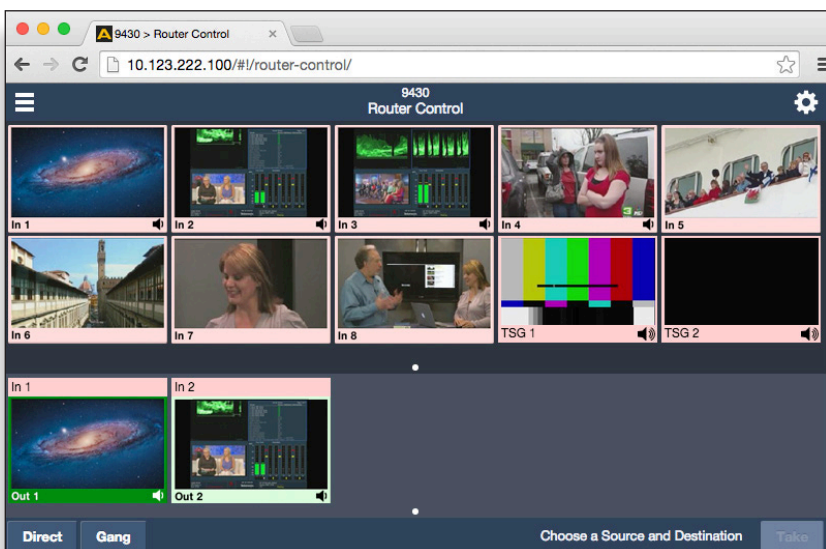 9430 > Router Control
10.123.222.100/#!/router-control/
9430
Router Control
In 1
In 2
In 3
In 4
In 5
In 6
In 7
In 8
TSG 1
TSG 2
In 1
In 2
Out 1
Out 2
Direct
Gang
Choose a Source and Destination
Take